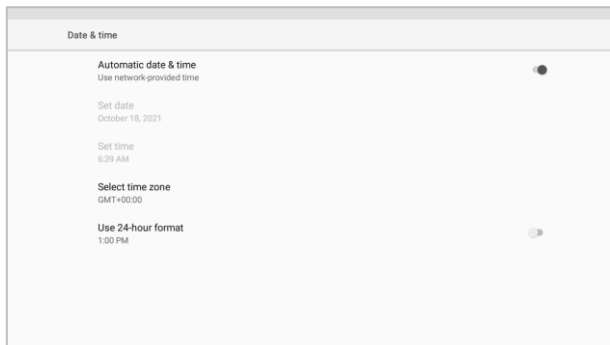 Date & time
Automatic date & time
Use network-provided time
Set date
October 18, 2021
Set time
6:39 AM
Select time zone
GMT+00:00
Use 24-hour format
1:00 PM